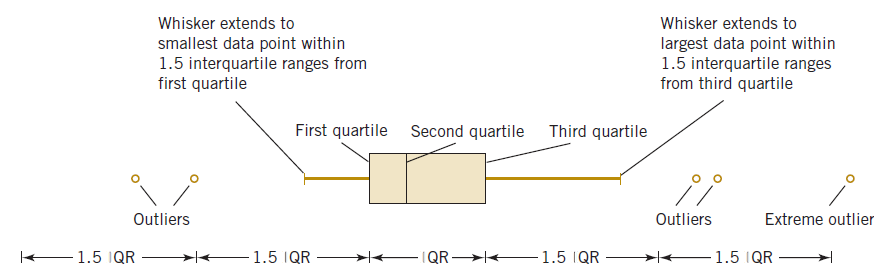 Whisker extends to
smallest data point within
1.5 interquartile ranges from
first quartile
Whisker extends to
largest data point within
1.5 interquartile ranges
from third quartile
First quartile Second quartile Third quartile
Outliers Outliers Extreme outlier
1.5 IQR 1.5 IQR IQR 1.5 IQR 1.5 IQR